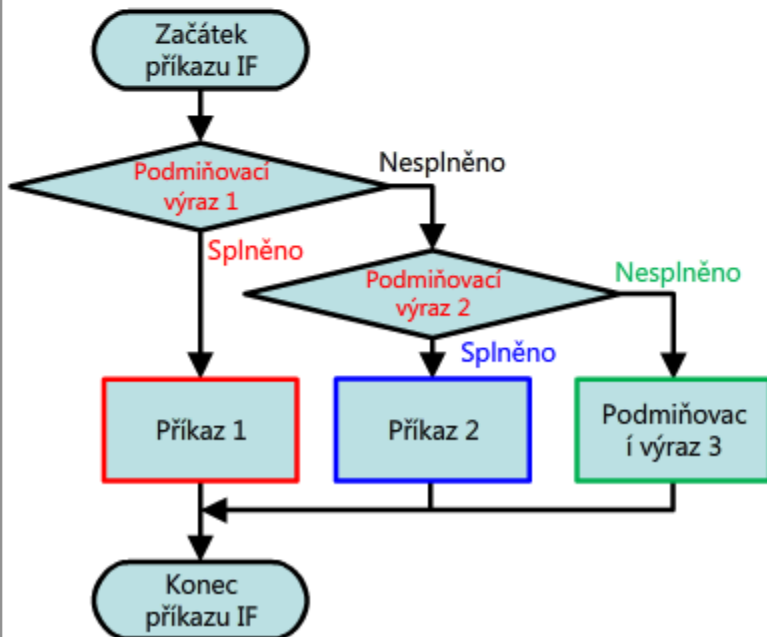 Začátek
příkazu IF
Podmiňovací
výraz 1
Nesplněno
Splněno
Podmiňovací
výraz 2
Nesplněno
Splněno
Příkaz 1
Příkaz 2
Podmiňovac
í výraz 3
Konec
příkazu IF